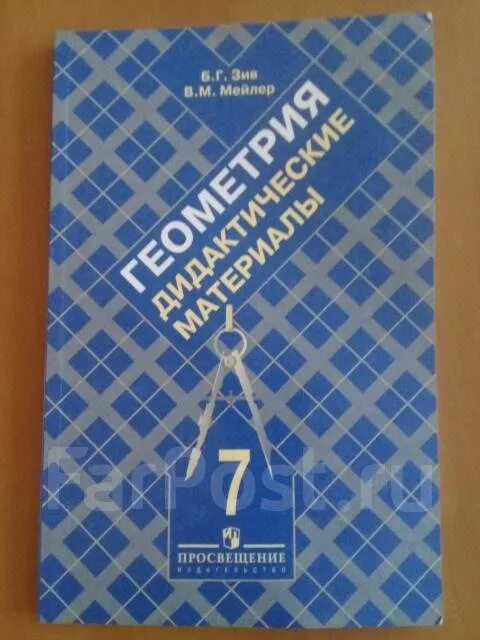 Б.Г. Зив
В.М. Мейлер
ГЕОМЕТРИЯ
ДИДАКТИЧЕСКИЕ
МАТЕРИАЛЫ
7
FarPost.ru
ПРОСВЕЩЕНИЕ
ИЗДАТЕЛЬСТВО